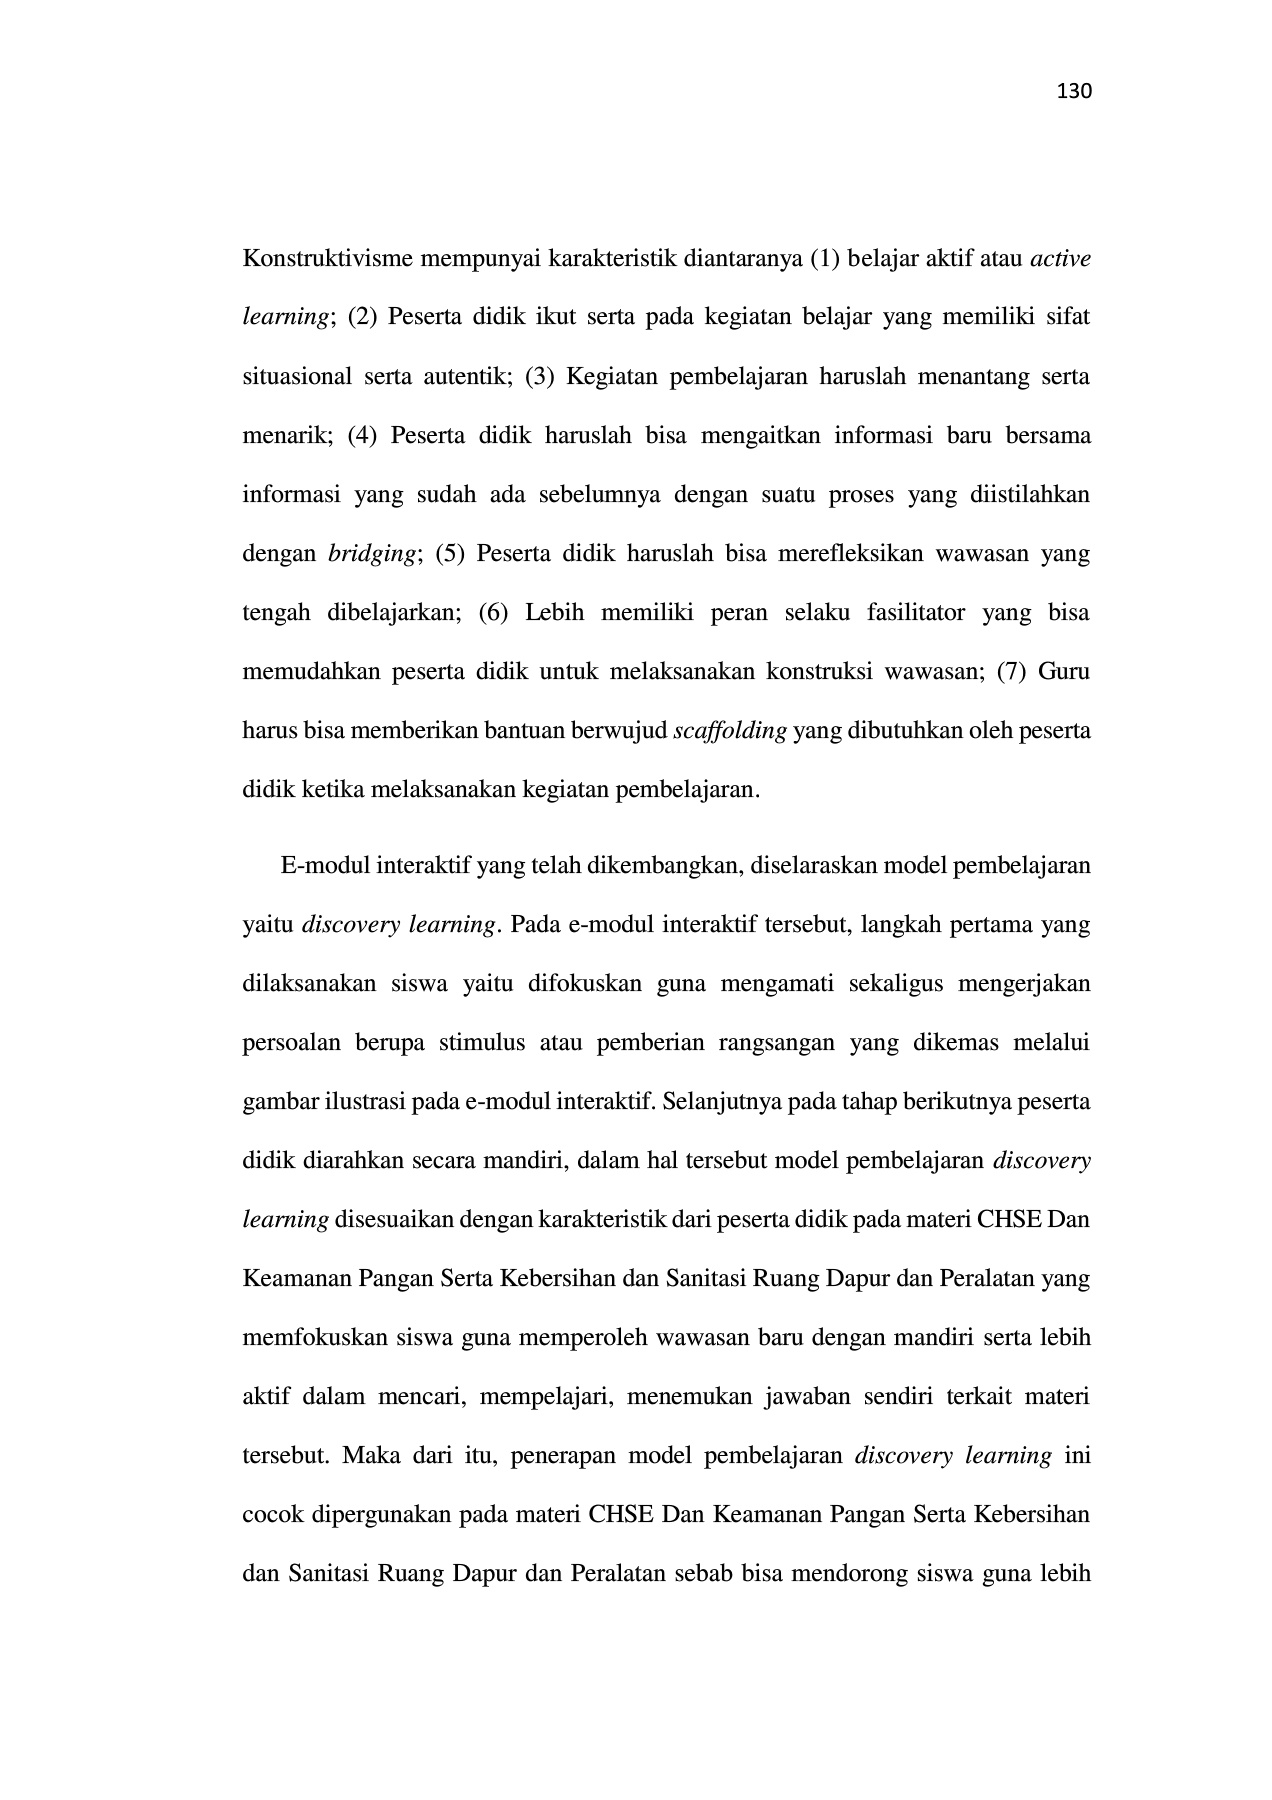 130
Konstruktivisme mempunyai karakteristik diantaranya (1) belajar aktif atau active
learning; (2) Peserta didik ikut serta pada kegiatan belajar yang memiliki sifat
situasional serta autentik; (3) Kegiatan pembelajaran haruslah menantang serta
menarik; (4) Peserta didik haruslah bisa mengaitkan informasi baru bersama
informasi yang sudah ada sebelumnya dengan suatu proses yang diistilahkan
dengan bridging; (5) Peserta didik haruslah bisa merefleksikan wawasan yang
tengah dibelajarkan; (6) Lebih memiliki peran selaku fasilitator yang bisa
memudahkan peserta didik untuk melaksanakan konstruksi wawasan; (7) Guru
harus bisa memberikan bantuan berwujud scaffolding yang dibutuhkan oleh peserta
didik ketika melaksanakan kegiatan pembelajaran.
E-modul interaktif yang telah dikembangkan, diselaraskan model pembelajaran
yaitu discovery learning. Pada e-modul interaktif tersebut, langkah pertama yang
dilaksanakan siswa yaitu difokuskan guna mengamati sekaligus mengerjakan
persoalan berupa stimulus atau pemberian rangsangan yang dikemas melalui
gambar ilustrasi pada e-modul interaktif. Selanjutnya pada tahap berikutnya peserta
didik diarahkan secara mandiri, dalam hal tersebut model pembelajaran discovery
learning disesuaikan dengan karakteristik dari peserta didik pada materi CHSE Dan
Keamanan Pangan Serta Kebersihan dan Sanitasi Ruang Dapur dan Peralatan yang
memfokuskan siswa guna memperoleh wawasan baru dengan mandiri serta lebih
aktif dalam mencari, mempelajari, menemukan jawaban sendiri terkait materi
tersebut. Maka dari itu, penerapan model pembelajaran discovery learning ini
cocok dipergunakan pada materi CHSE Dan Keamanan Pangan Serta Kebersihan
dan Sanitasi Ruang Dapur dan Peralatan sebab bisa mendorong siswa guna lebih